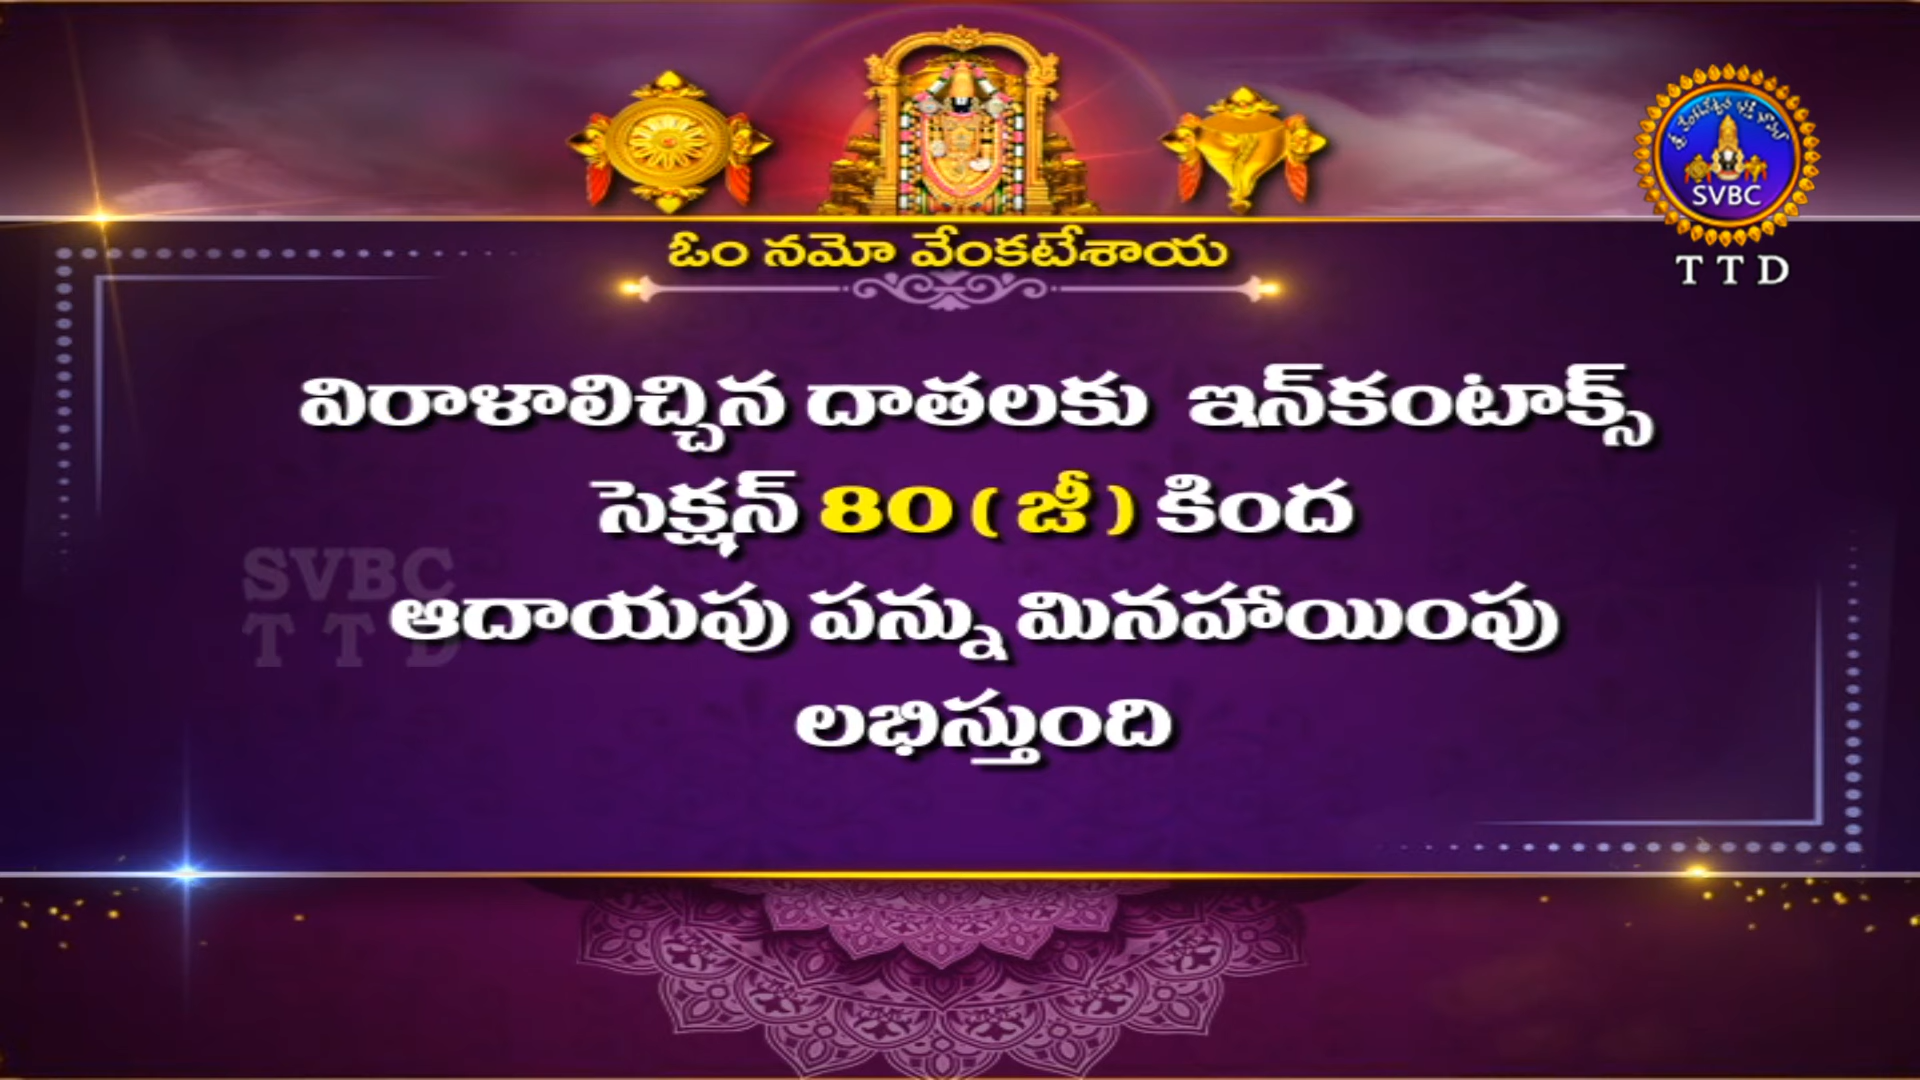 SVBC
TTD
ఓం నమో వేంకటేశాయ
విరాళాలిచ్చిన దాతలకు ఇన్‌కంటాక్స్
సెక్షన్ 80 ( జీ ) కింద
ఆదాయపు పన్ను మినహాయింపు
లభిస్తుంది
SVBC
TTD